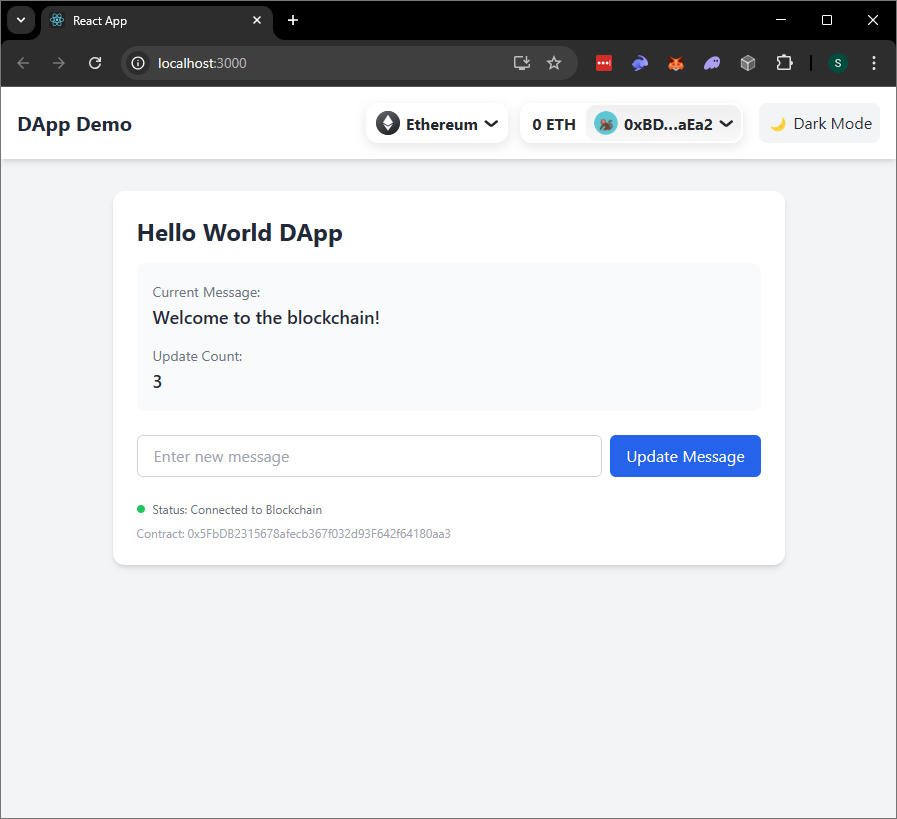 React App
localhost:3000
S
DApp Demo
Ethereum
0 ETH
0xBD...aEa2
Dark Mode
Hello World DApp
Current Message:
Welcome to the blockchain!
Update Count:
3
Enter new message
Update Message
Status: Connected to Blockchain
Contract: 0x5FbDB2315678afecb367f032d93F642f64180aa3